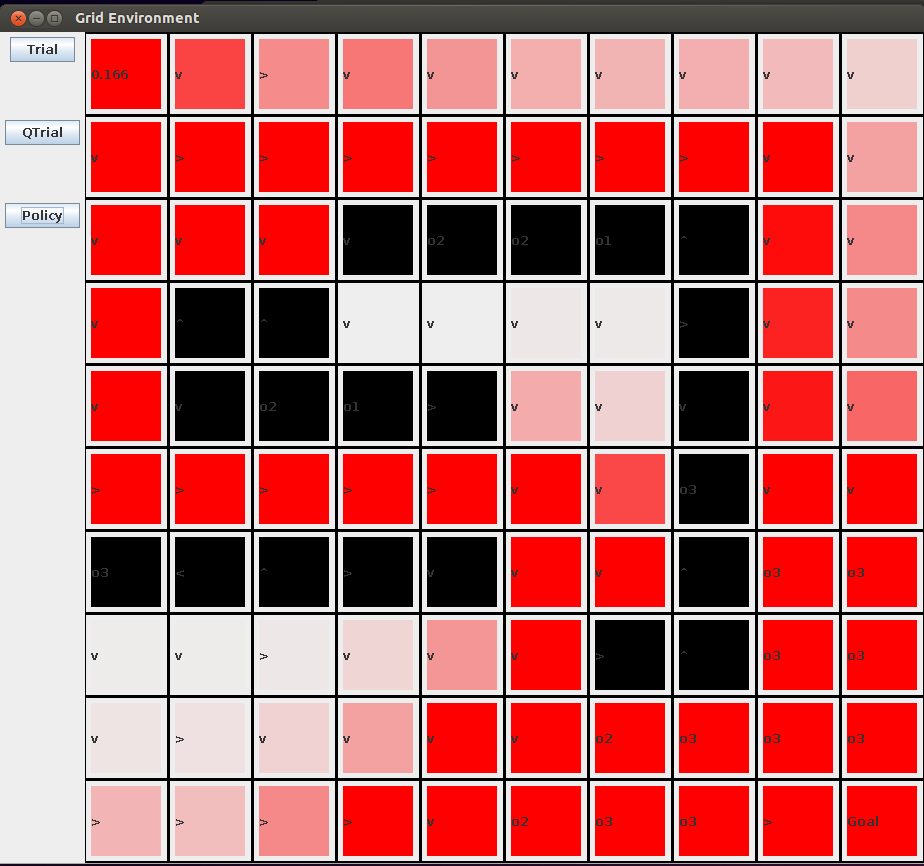 Grid Environment
Trial
QTrial
Policy
0.166 v > v v v v v v v
v > > > > > > > v v
v v v v o2 o2 o1 ^ v v
v ^ ^ v v v v > v v
v v o2 o1 > v v v v v
> > > > > v v o3 v v
o3 < ^ > v v v ^ o3 o3
v v > v v v > ^ o3 o3
v > v v v v o2 o3 o3 o3
> > > > v o2 o3 o3 > Goal